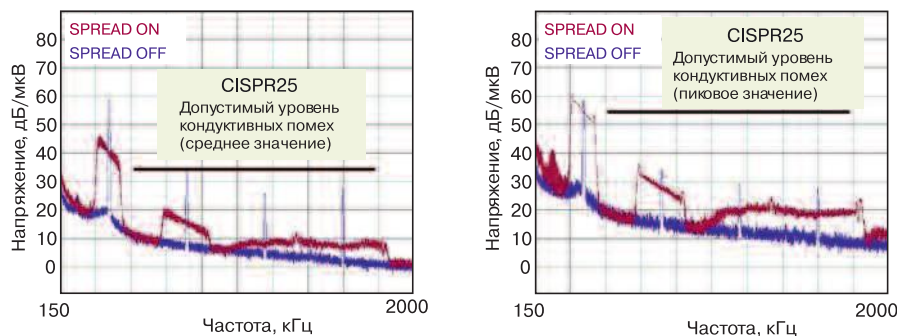 SPREAD ON
SPREAD OFF
CISPR25
Допустимый уровень
кондуктивных помех
(среднее значение)
Напряжение, дБ/мкВ
80
70
60
50
40
30
20
10
0
150
2000
Частота, кГц
SPREAD ON
SPREAD OFF
CISPR25
Допустимый уровень
кондуктивных помех
(пиковое значение)
Напряжение, дБ/мкВ
80
70
60
50
40
30
20
10
0
150
2000
Частота, кГц